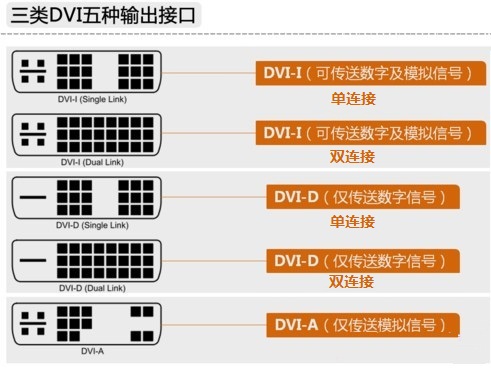 三类DVI五种输出接口
DVI-I (Single Link)
DVI-I（可传送数字及模拟信号）
单连接
DVI-I (Dual Link)
DVI-I（可传送数字及模拟信号）
双连接
DVI-D (Single Link)
DVI-D（仅传送数字信号）
单连接
DVI-D (Dual Link)
DVI-D（仅传送数字信号）
双连接
DVI-A
DVI-A（仅传送模拟信号）